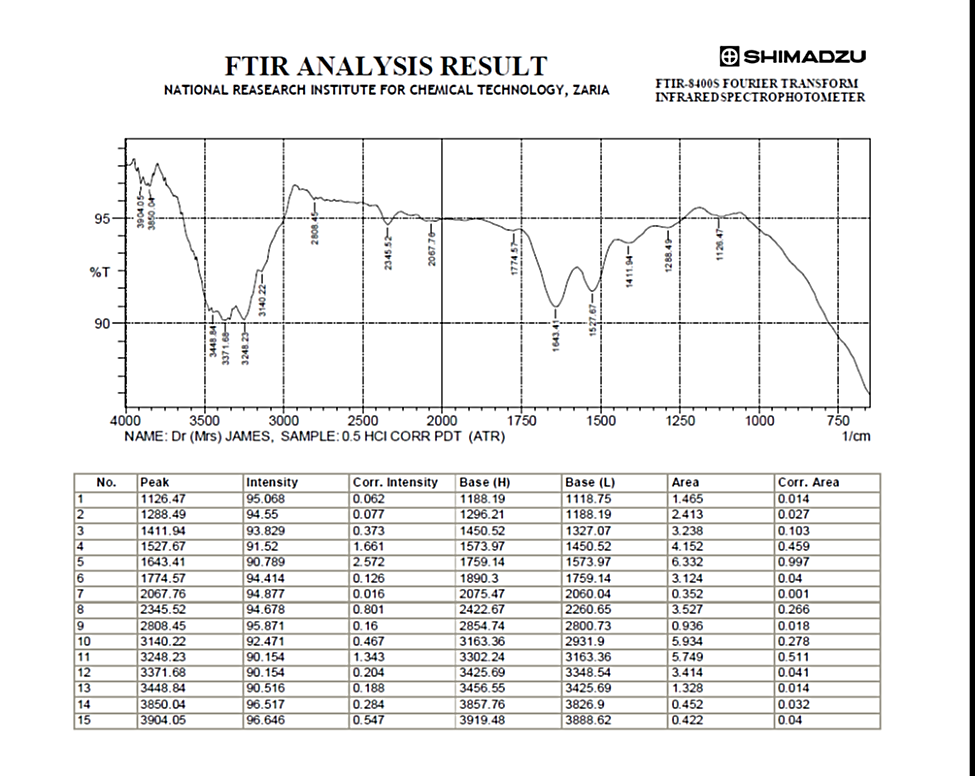 SHIMADZU
FTIR ANALYSIS RESULT
NATIONAL REASEARCH INSTITUTE FOR CHEMICAL TECHNOLOGY, ZARIA
FTIR-8400S FOURIER TRANSFORM
INFRARED SPECTROPHOTOMETER
95
%T
90
3904.05
3850.04
3448.84
3371.68
3248.23
3140.22
2808.45
2345.52
2067.76
1774.57
1643.41
1527.67
1411.94
1288.49
1126.47
4000 3500 3000 2500 2000 1750 1500 1250 1000 750
NAME: Dr (Mrs) JAMES, SAMPLE: 0.5 HCl CORR PDT (ATR) 1/cm
No. Peak Intensity Corr. Intensity Base (H) Base (L) Area Corr. Area
1 1126.47 95.068 0.062 1188.19 1118.75 1.465 0.014
2 1288.49 94.55 0.077 1296.21 1188.19 2.413 0.027
3 1411.94 93.829 0.373 1450.52 1327.07 3.238 0.103
4 1527.67 91.52 1.661 1573.97 1450.52 4.152 0.459
5 1643.41 90.789 2.572 1759.14 1573.97 6.332 0.997
6 1774.57 94.414 0.126 1890.3 1759.14 3.124 0.04
7 2067.76 94.877 0.016 2075.47 2060.04 0.352 0.001
8 2345.52 94.678 0.801 2422.67 2260.65 3.527 0.266
9 2808.45 95.871 0.16 2854.74 2800.73 0.936 0.018
10 3140.22 92.471 0.467 3163.36 2931.9 5.934 0.278
11 3248.23 90.154 1.343 3302.24 3163.36 5.749 0.511
12 3371.68 90.154 0.204 3425.69 3348.54 3.414 0.041
13 3448.84 90.516 0.188 3456.55 3425.69 1.328 0.014
14 3850.04 96.517 0.284 3857.76 3826.9 0.452 0.032
15 3904.05 96.646 0.547 3919.48 3888.62 0.422 0.04